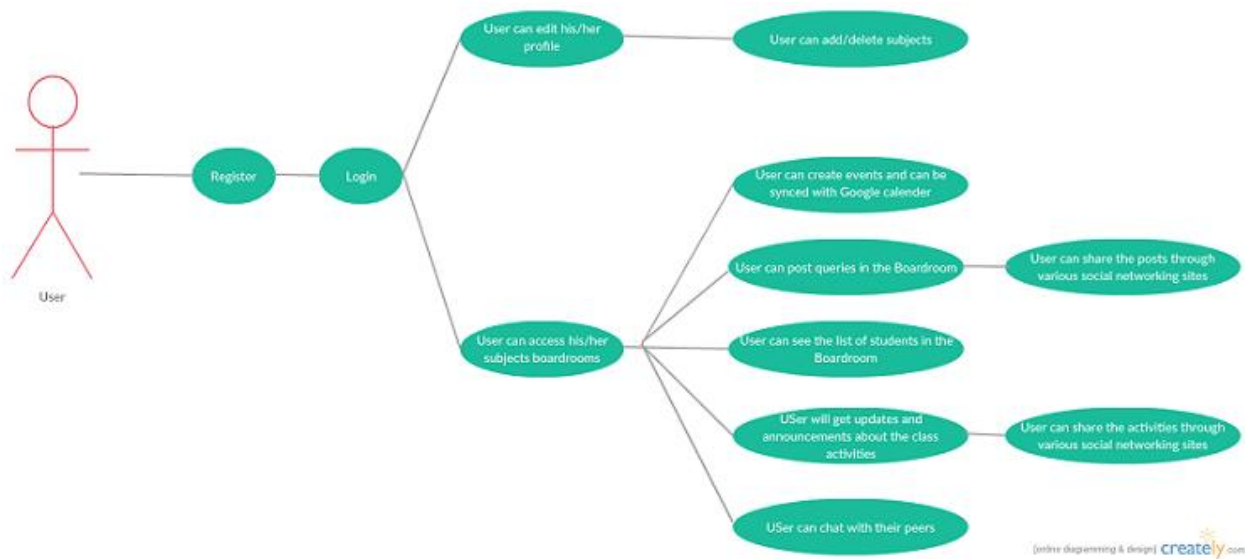 User can edit his/her
profile
User can add/delete subjects
Register
Login
User
User can create events and can be
synced with Google calender
User can post queries in the Boardroom
User can share the posts through
various social networking sites
User can access his/her
subjects boardrooms
User can see the list of students in the
Boardroom
USer will get updates and
announcements about the class
activities
User can share the activities through
various social networking sites
USer can chat with their peers
[online diagramming & design] creately.com